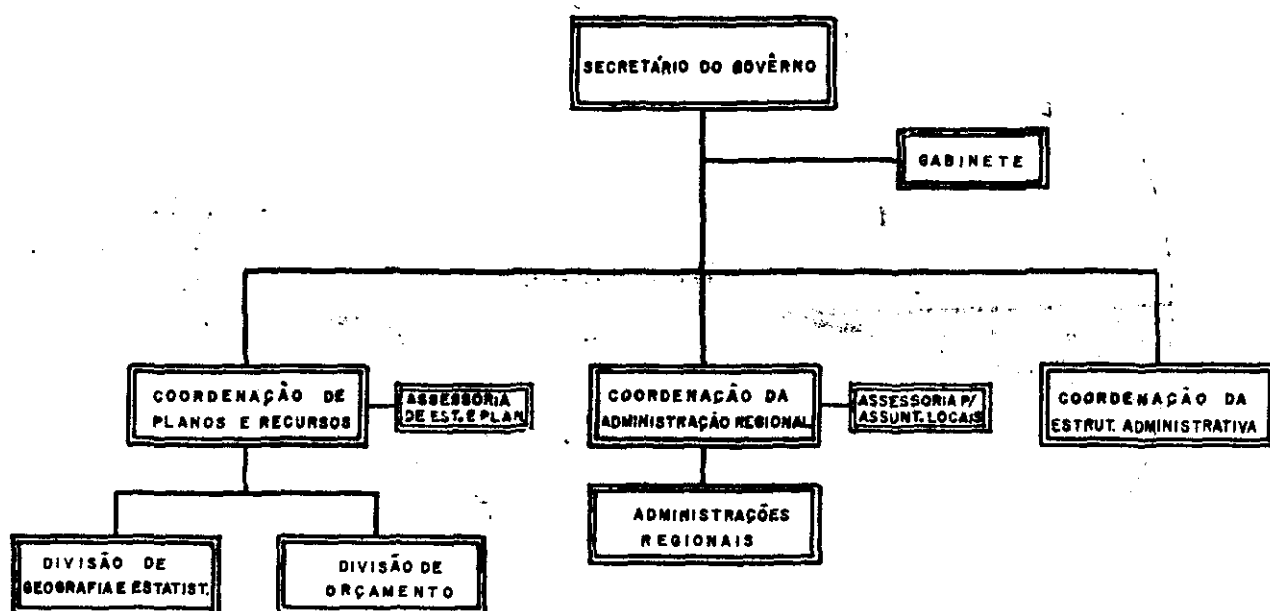 SECRETÁRIO DO GOVÊRNO
GABINETE
COORDENAÇÃO DE
PLANOS E RECURSOS
ASSESSORIA
DE EST. E PLAN
COORDENAÇÃO DA
ADMINISTRAÇÃO REGIONAL
ASSESSORIA P/
ASSUNT. LOCAIS
COORDENAÇÃO DA
ESTRUT. ADMINISTRATIVA
DIVISÃO DE
GEOGRAFIA E ESTATIST.
DIVISÃO DE
ORÇAMENTO
ADMINISTRAÇÕES
REGIONAIS